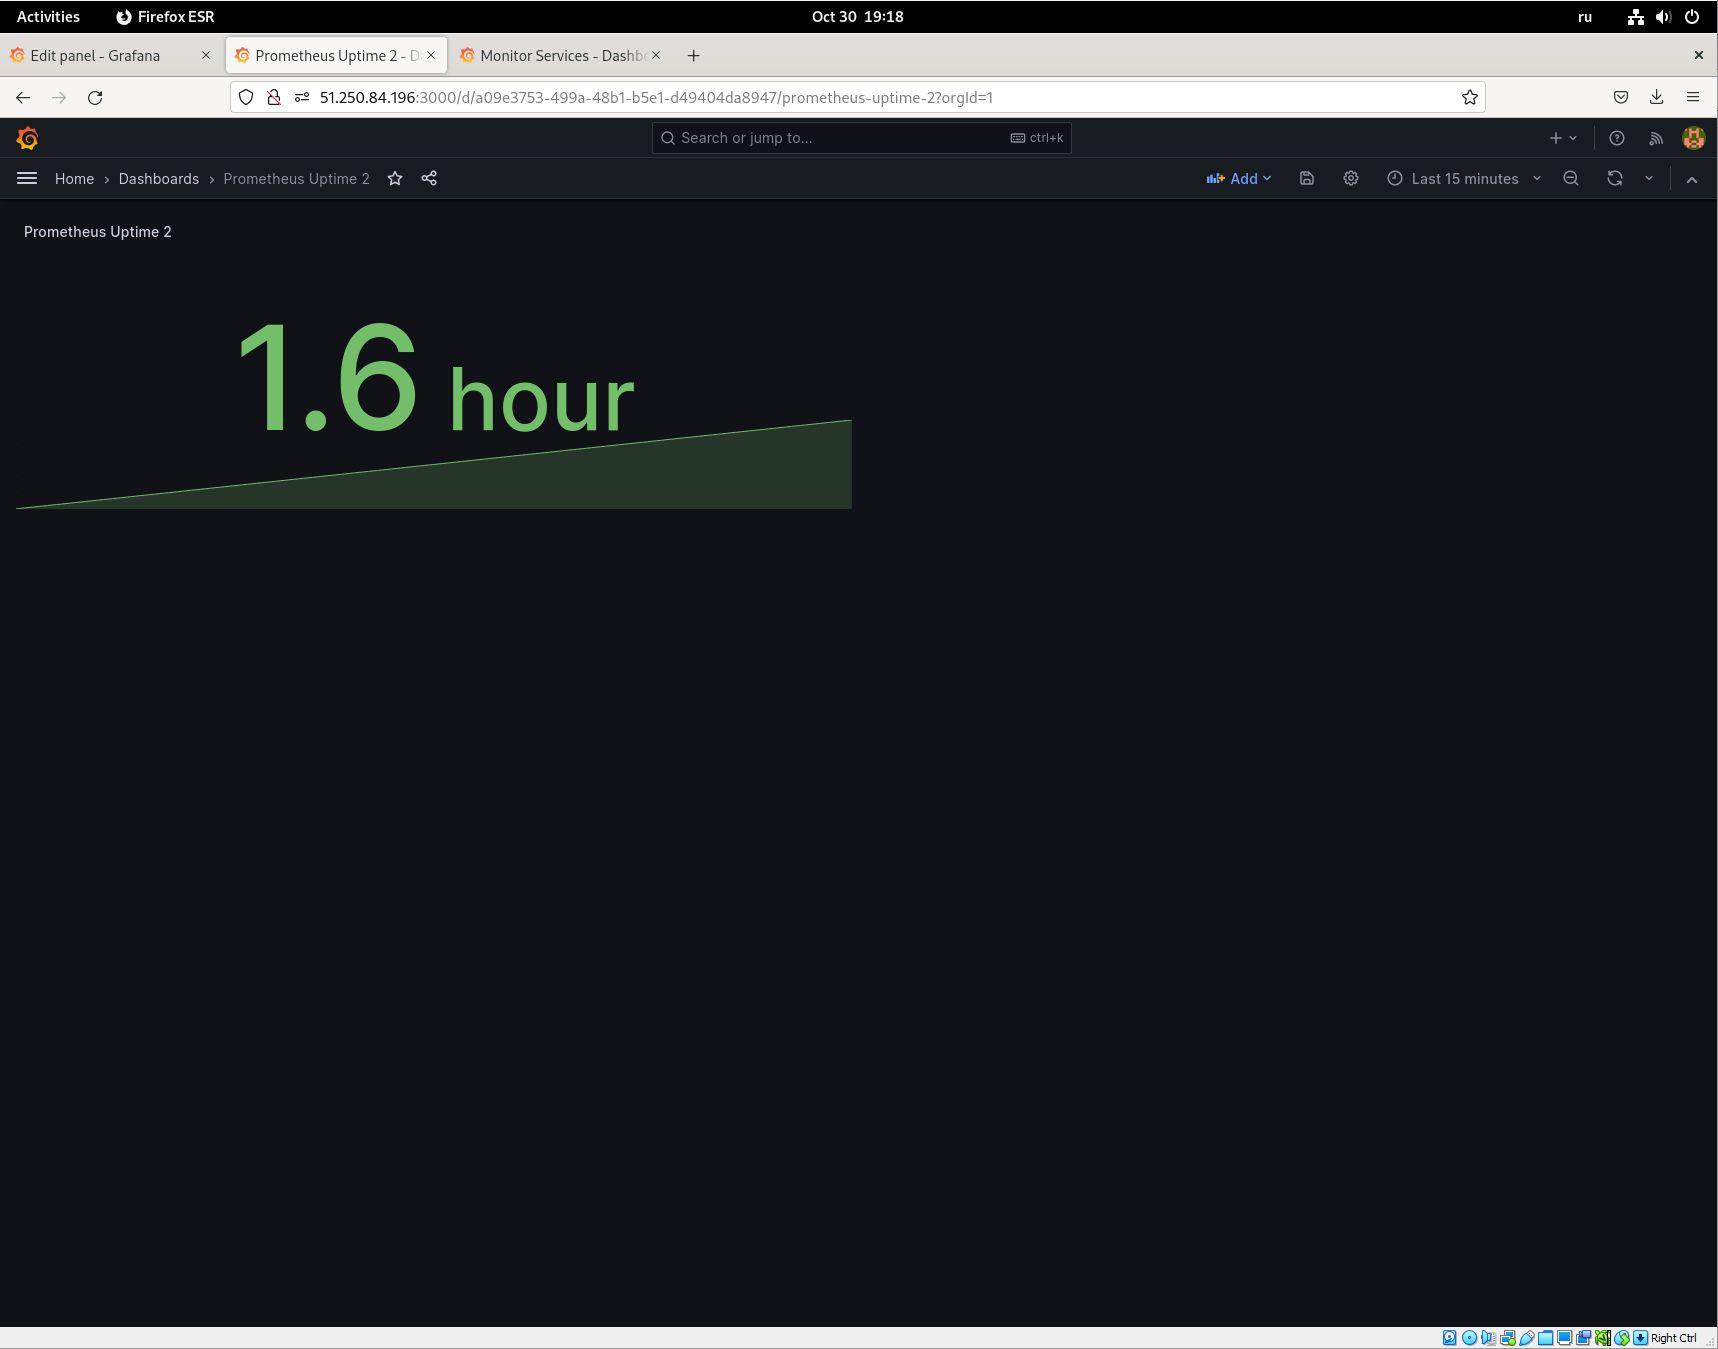 Activities Firefox ESR Oct 30 19:18 ru
Edit panel - Grafana Prometheus Uptime 2 - D Monitor Services - Dashbo
51.250.84.196:3000/d/a09e3753-499a-48b1-b5e1-d49404da8947/prometheus-uptime-2?orgId=1
Search or jump to... ctrl+k
Home › Dashboards › Prometheus Uptime 2 Add Last 15 minutes
Prometheus Uptime 2
1.6 hour
Right Ctrl